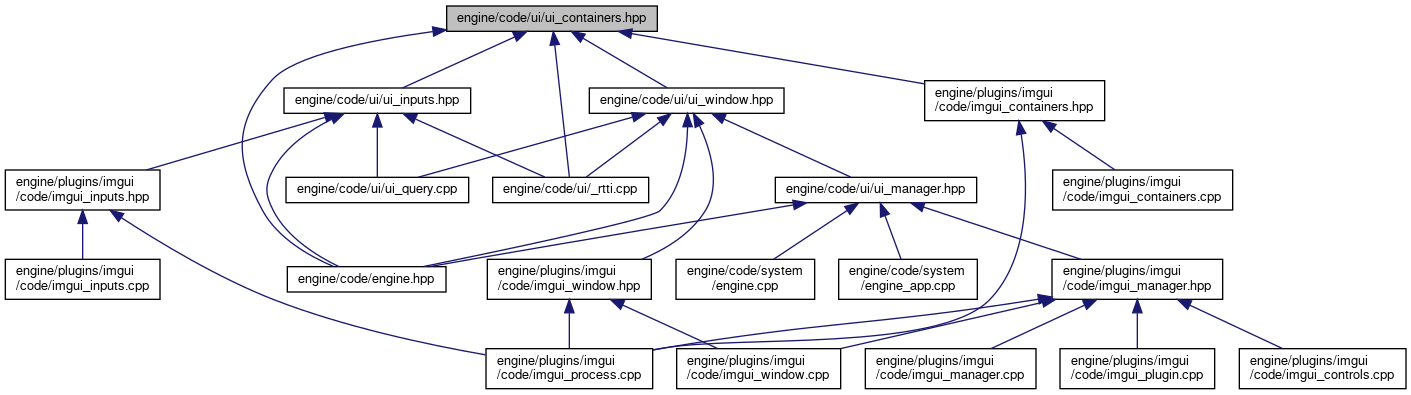 engine/code/ui/ui_containers.hpp
engine/code/ui/ui_inputs.hpp
engine/code/ui/ui_window.hpp
engine/plugins/imgui
/code/imgui_containers.hpp
engine/plugins/imgui
/code/imgui_inputs.hpp
engine/code/ui/ui_query.cpp
engine/code/ui/_rtti.cpp
engine/code/ui/ui_manager.hpp
engine/plugins/imgui
/code/imgui_containers.cpp
engine/plugins/imgui
/code/imgui_inputs.cpp
engine/code/engine.hpp
engine/plugins/imgui
/code/imgui_window.hpp
engine/code/system
/engine.cpp
engine/code/system
/engine_app.cpp
engine/plugins/imgui
/code/imgui_manager.hpp
engine/plugins/imgui
/code/imgui_process.cpp
engine/plugins/imgui
/code/imgui_window.cpp
engine/plugins/imgui
/code/imgui_manager.cpp
engine/plugins/imgui
/code/imgui_plugin.cpp
engine/plugins/imgui
/code/imgui_controls.cpp